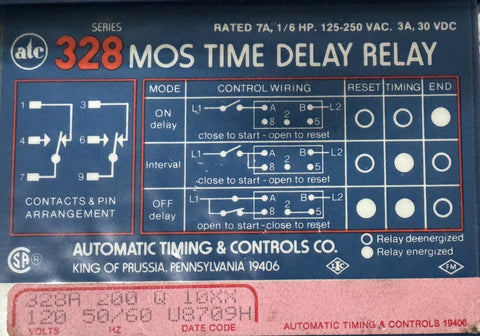 atc
SERIES
328 MOS TIME DELAY RELAY
RATED 7A, 1/6 HP. 125-250 VAC. 3A, 30 VDC
MODE CONTROL WIRING RESET TIMING END
ON delay
L1 A B L2
8 2 5
close to start - open to reset
Interval
L1 A B L2
8 2 5
close to start - open to reset
OFF delay
L1 A B L2
8 2 5
close to start - open to reset
1 3
4 6
7 9
CONTACTS & PIN
ARRANGEMENT
SA ®
AUTOMATIC TIMING & CONTROLS CO.
KING OF PRUSSIA, PENNSYLVANIA 19406
Relay deenergized
Relay energized
FM
328A 200 Q 10XX
120 50/60 U8709H
VOLTS HZ DATE CODE
AUTOMATIC TIMING & CONTROLS 19406